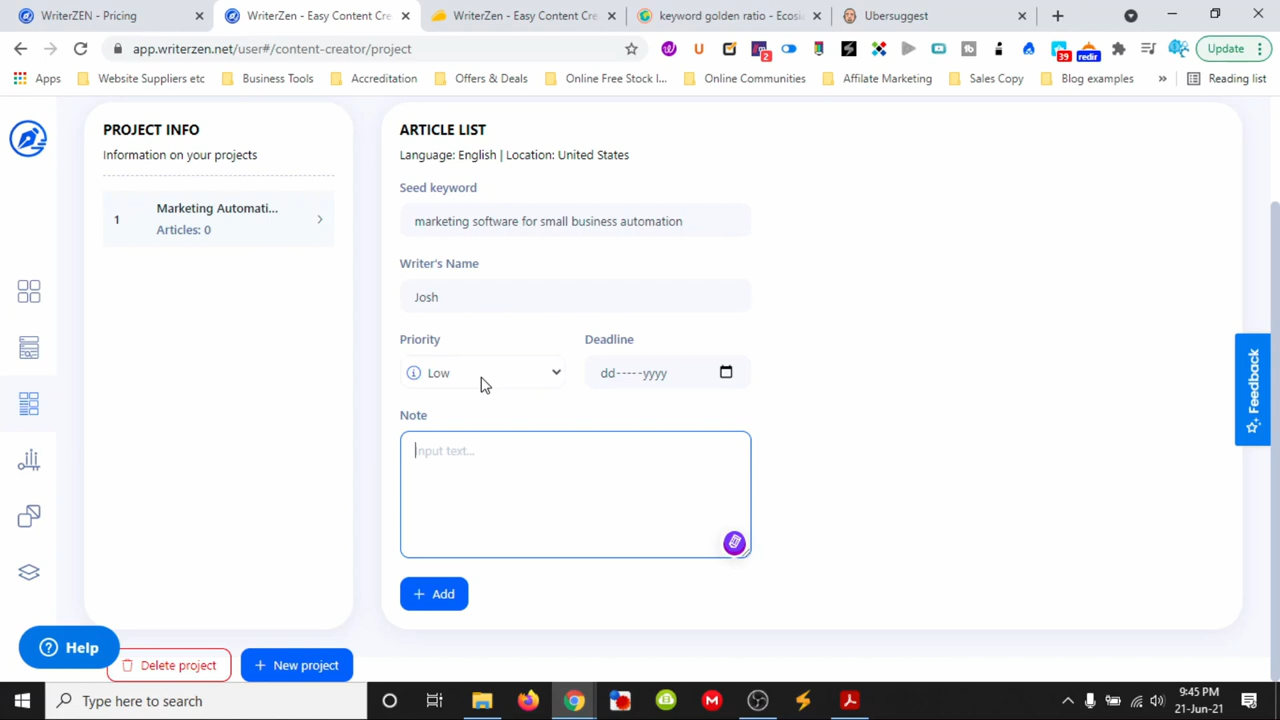 WriterZEN - Pricing
WriterZen - Easy Content Cre
WriterZen - Easy Content Cre
keyword golden ratio - Ecosi
Ubersuggest
app.writerzen.net/user#/content-creator/project
2
39
redir
Update
Apps
Website Suppliers etc
Business Tools
Accreditation
Offers & Deals
Online Free Stock I...
Online Communities
Affilate Marketing
Sales Copy
Blog examples
»
Reading list
PROJECT INFO
Information on your projects
1
Marketing Automati...
Articles: 0
ARTICLE LIST
Language: English | Location: United States
Seed keyword
marketing software for small business automation
Writer's Name
Josh
Priority
Deadline
Low
dd-----yyyy
Note
Input text...
+ Add
Feedback
Help
Delete project
+ New project
Type here to search
9:45 PM
21-Jun-21